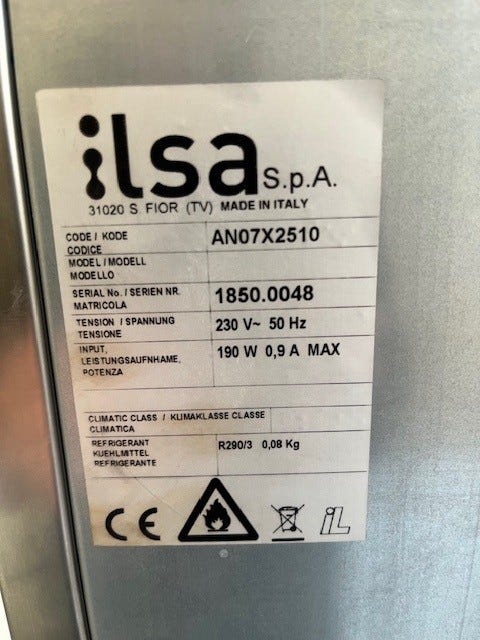 ilsa S.p.A.
31020 S FIOR (TV) MADE IN ITALY
CODE / KODE
CODICE
AN07X2510
MODEL / MODELL
MODELLO
SERIAL No. / SERIEN NR.
MATRICOLA
1850.0048
TENSION / SPANNUNG
TENSIONE
230 V~ 50 Hz
INPUT,
LEISTUNGSAUFNHAME,
POTENZA
190 W 0,9 A MAX
CLIMATIC CLASS / KLIMAKLASSE CLASSE
CLIMATICA
REFRIGERANT
KUEHLMITTEL
REFRIGERANTE
R290/3 0,08 Kg
CE
iL